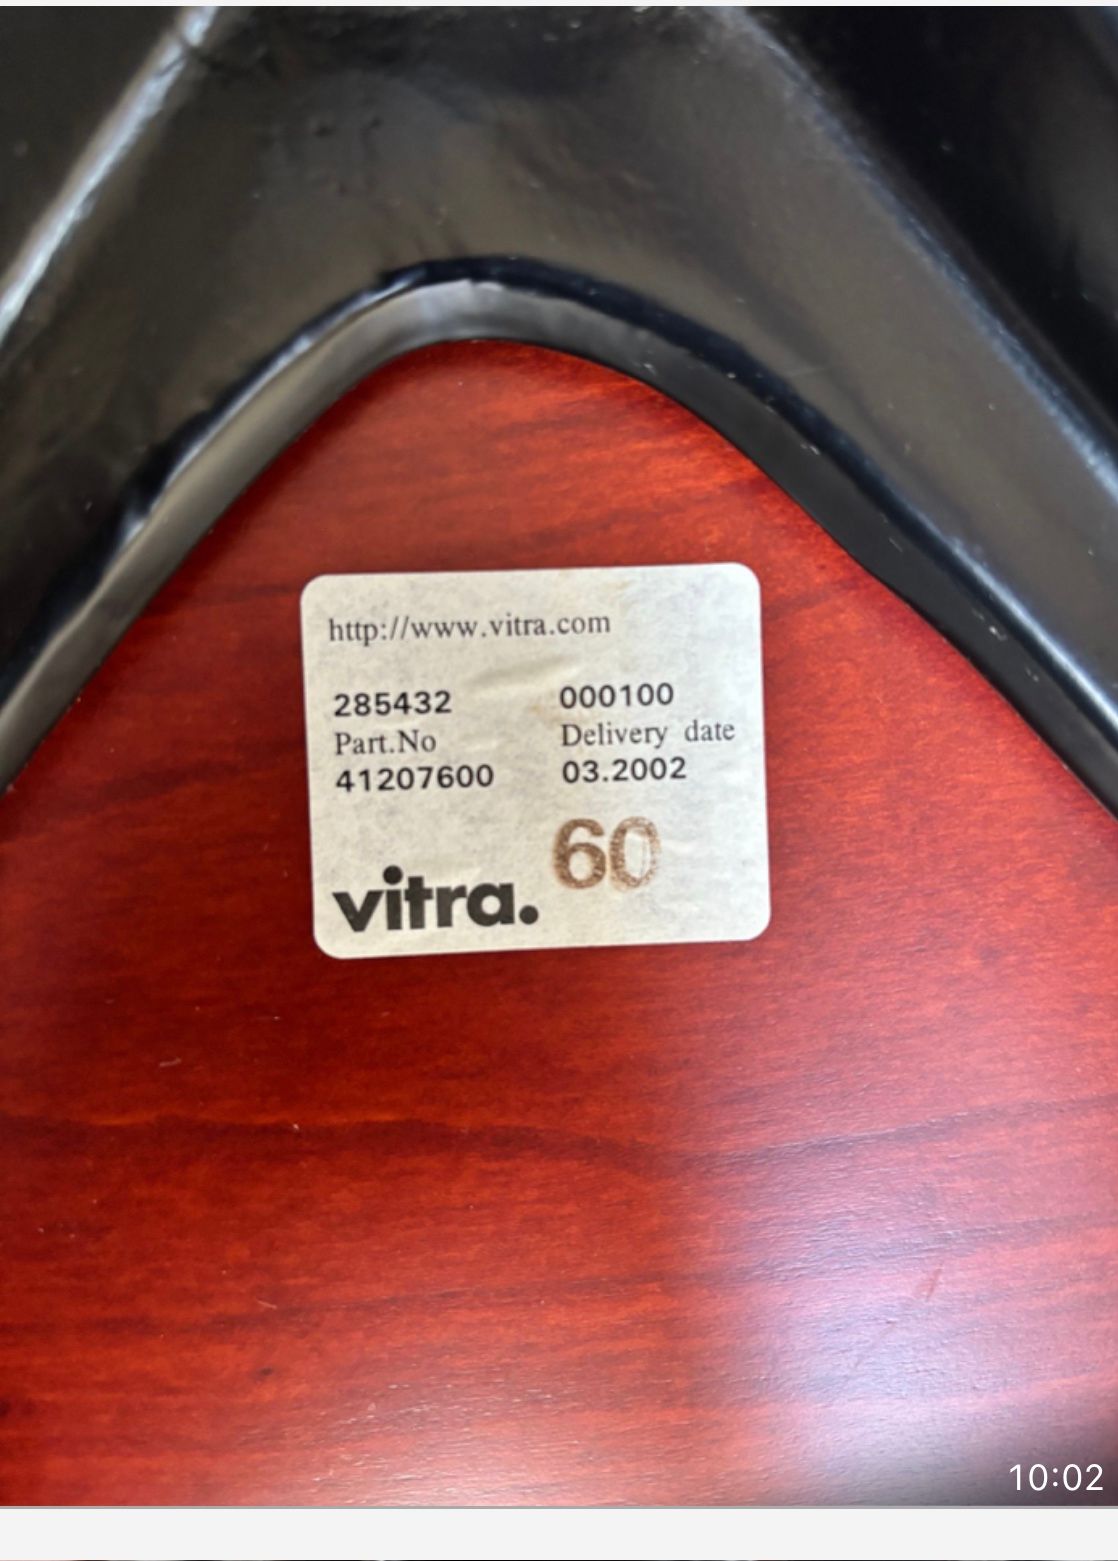 http://www.vitra.com
285432 000100
Part.No Delivery date
41207600 03.2002
60
vitra.
10:02